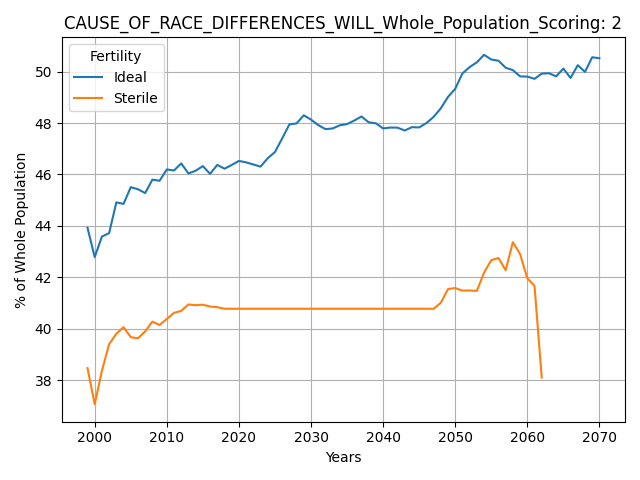 CAUSE_OF_RACE_DIFFERENCES_WILL_Whole_Population_Scoring: 2
Fertility
Ideal
Sterile
% of Whole Population
50
48
46
44
42
40
38
2000 2010 2020 2030 2040 2050 2060 2070
Years